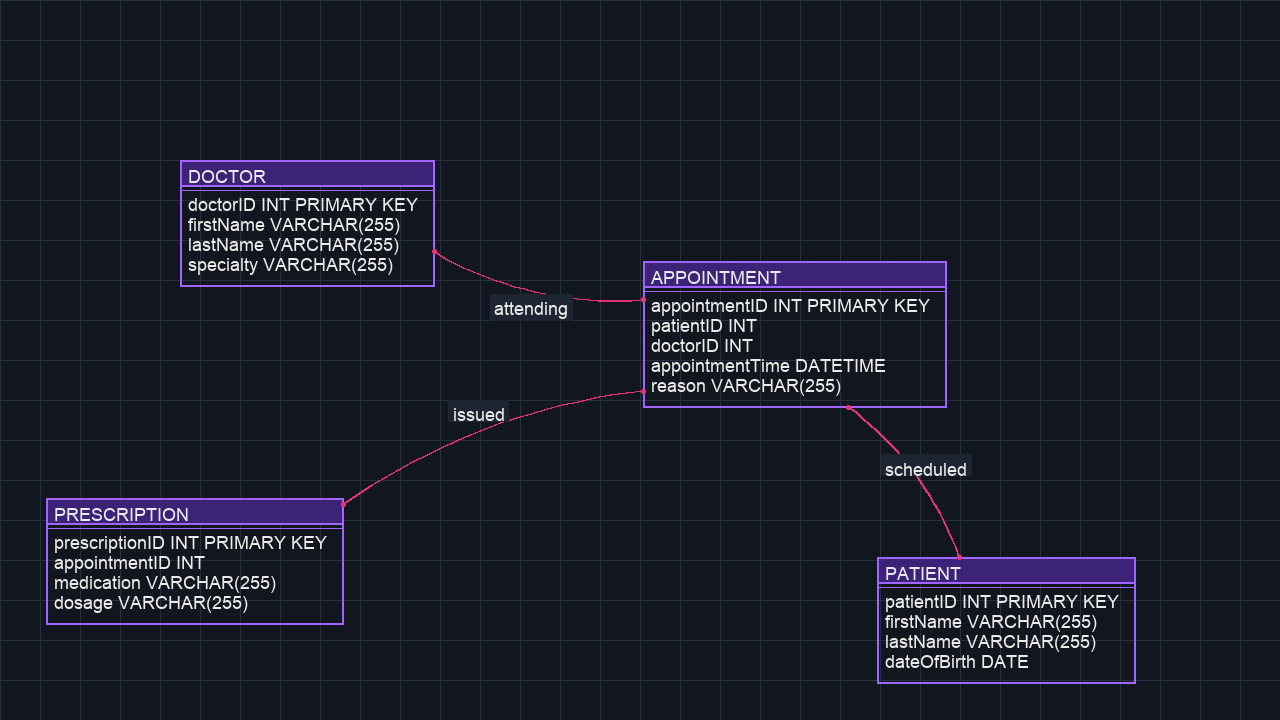 DOCTOR
doctorID INT PRIMARY KEY
firstName VARCHAR(255)
lastName VARCHAR(255)
specialty VARCHAR(255)
attending
APPOINTMENT
appointmentID INT PRIMARY KEY
patientID INT
doctorID INT
appointmentTime DATETIME
reason VARCHAR(255)
issued
scheduled
PRESCRIPTION
prescriptionID INT PRIMARY KEY
appointmentID INT
medication VARCHAR(255)
dosage VARCHAR(255)
PATIENT
patientID INT PRIMARY KEY
firstName VARCHAR(255)
lastName VARCHAR(255)
dateOfBirth DATE